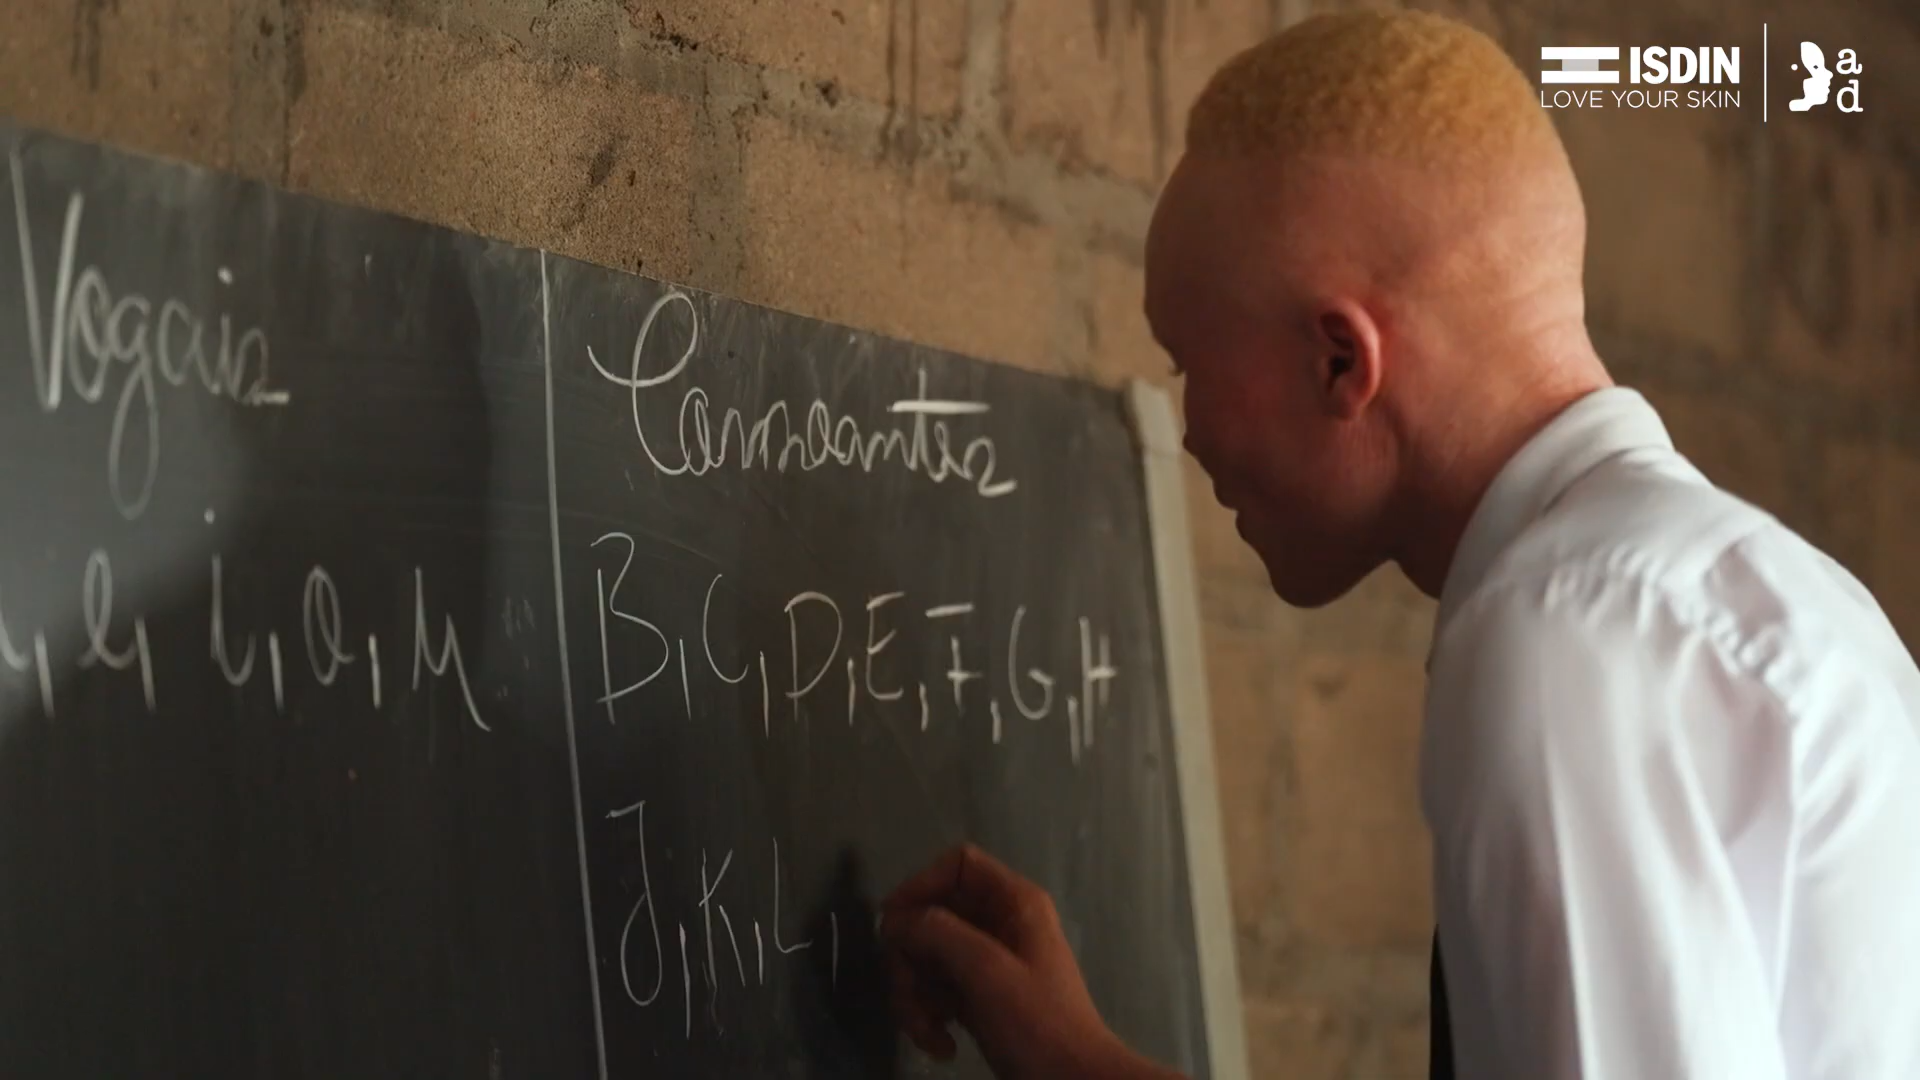 ISDIN
LOVE YOUR SKIN
a
d
Vogais
Consoantes
e, i, o, u
B, C, D, E, F, G, H
J, K, L,